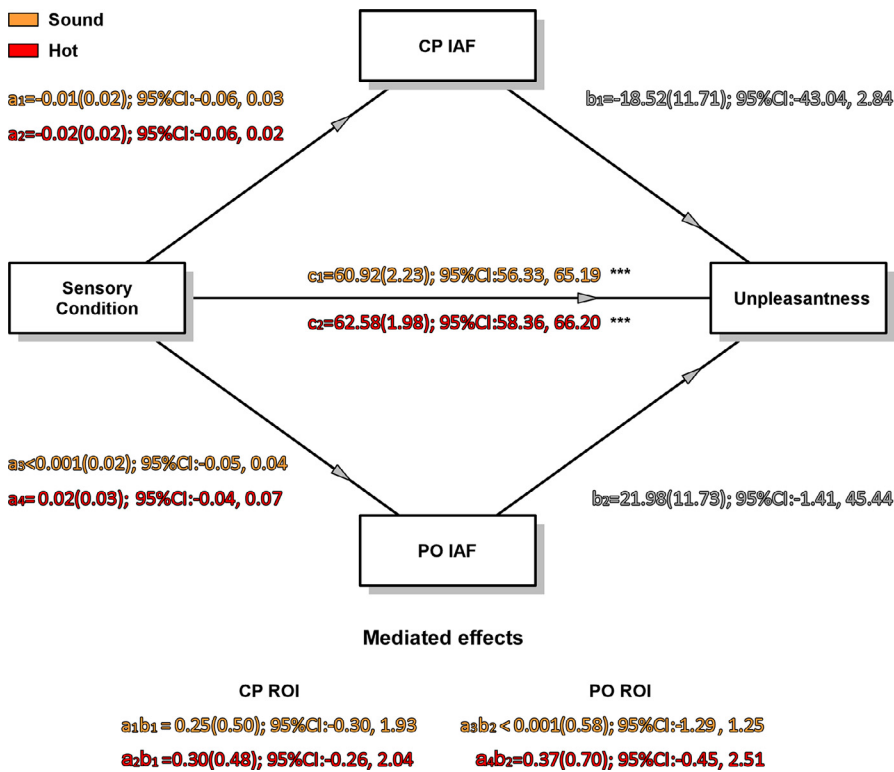 Sound
Hot
CP IAF
a₁=-0.01(0.02); 95%CI:-0.06, 0.03
b₁=-18.52(11.71); 95%CI:-43.04, 2.84
a₂=-0.02(0.02); 95%CI:-0.06, 0.02
Sensory
Condition
c₁=60.92(2.23); 95%CI:56.33, 65.19 ***
c₂=62.58(1.98); 95%CI:58.36, 66.20 ***
Unpleasantness
a₃<0.001(0.02); 95%CI:-0.05, 0.04
a₄= 0.02(0.03); 95%CI:-0.04, 0.07
b₂=21.98(11.73); 95%CI:-1.41, 45.44
PO IAF
Mediated effects
CP ROI
PO ROI
a₁b₁ = 0.25(0.50); 95%CI:-0.30, 1.93
a₃b₂ < 0.001(0.58); 95%CI:-1.29, 1.25
a₂b₁ =0.30(0.48); 95%CI:-0.26, 2.04
a₄b₂=0.37(0.70); 95%CI:-0.45, 2.51